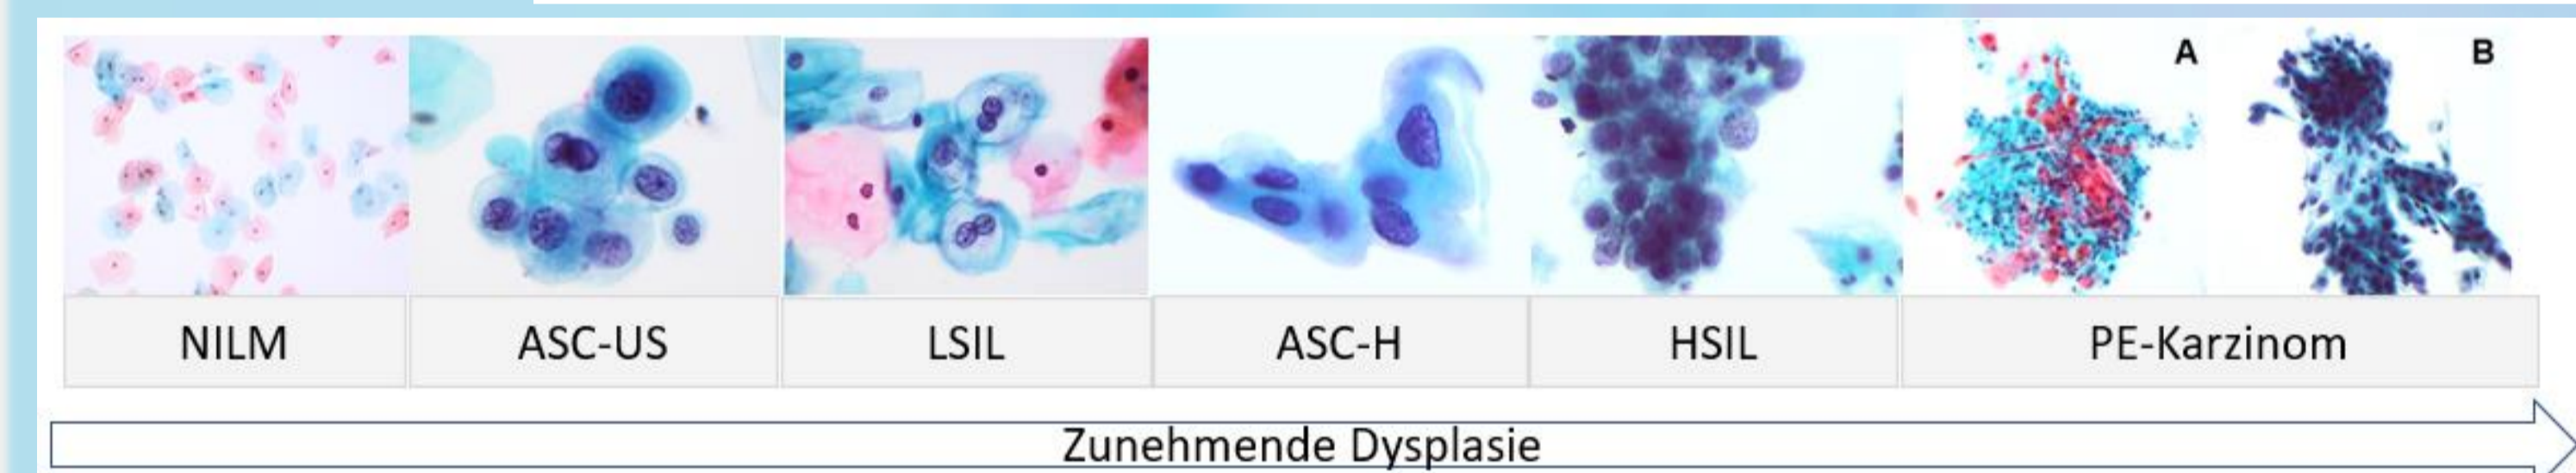 A
B
NILM
ASC-US
LSIL
ASC-H
HSIL
PE-Karzinom
Zunehmende Dysplasie